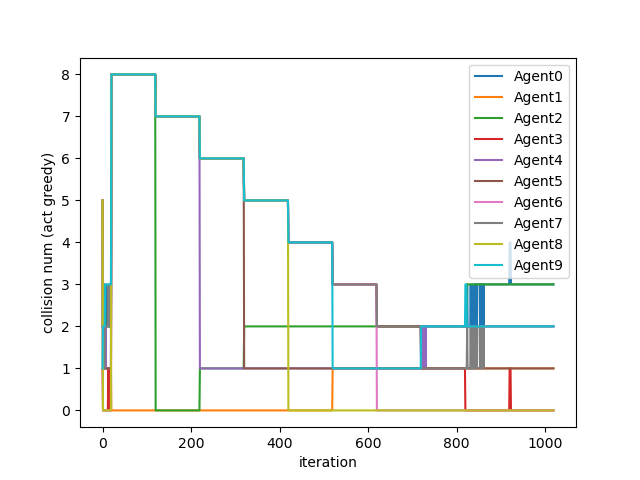 collision num (act greedy)
8
7
6
5
4
3
2
1
0
Agent0
Agent1
Agent2
Agent3
Agent4
Agent5
Agent6
Agent7
Agent8
Agent9
0 200 400 600 800 1000
iteration